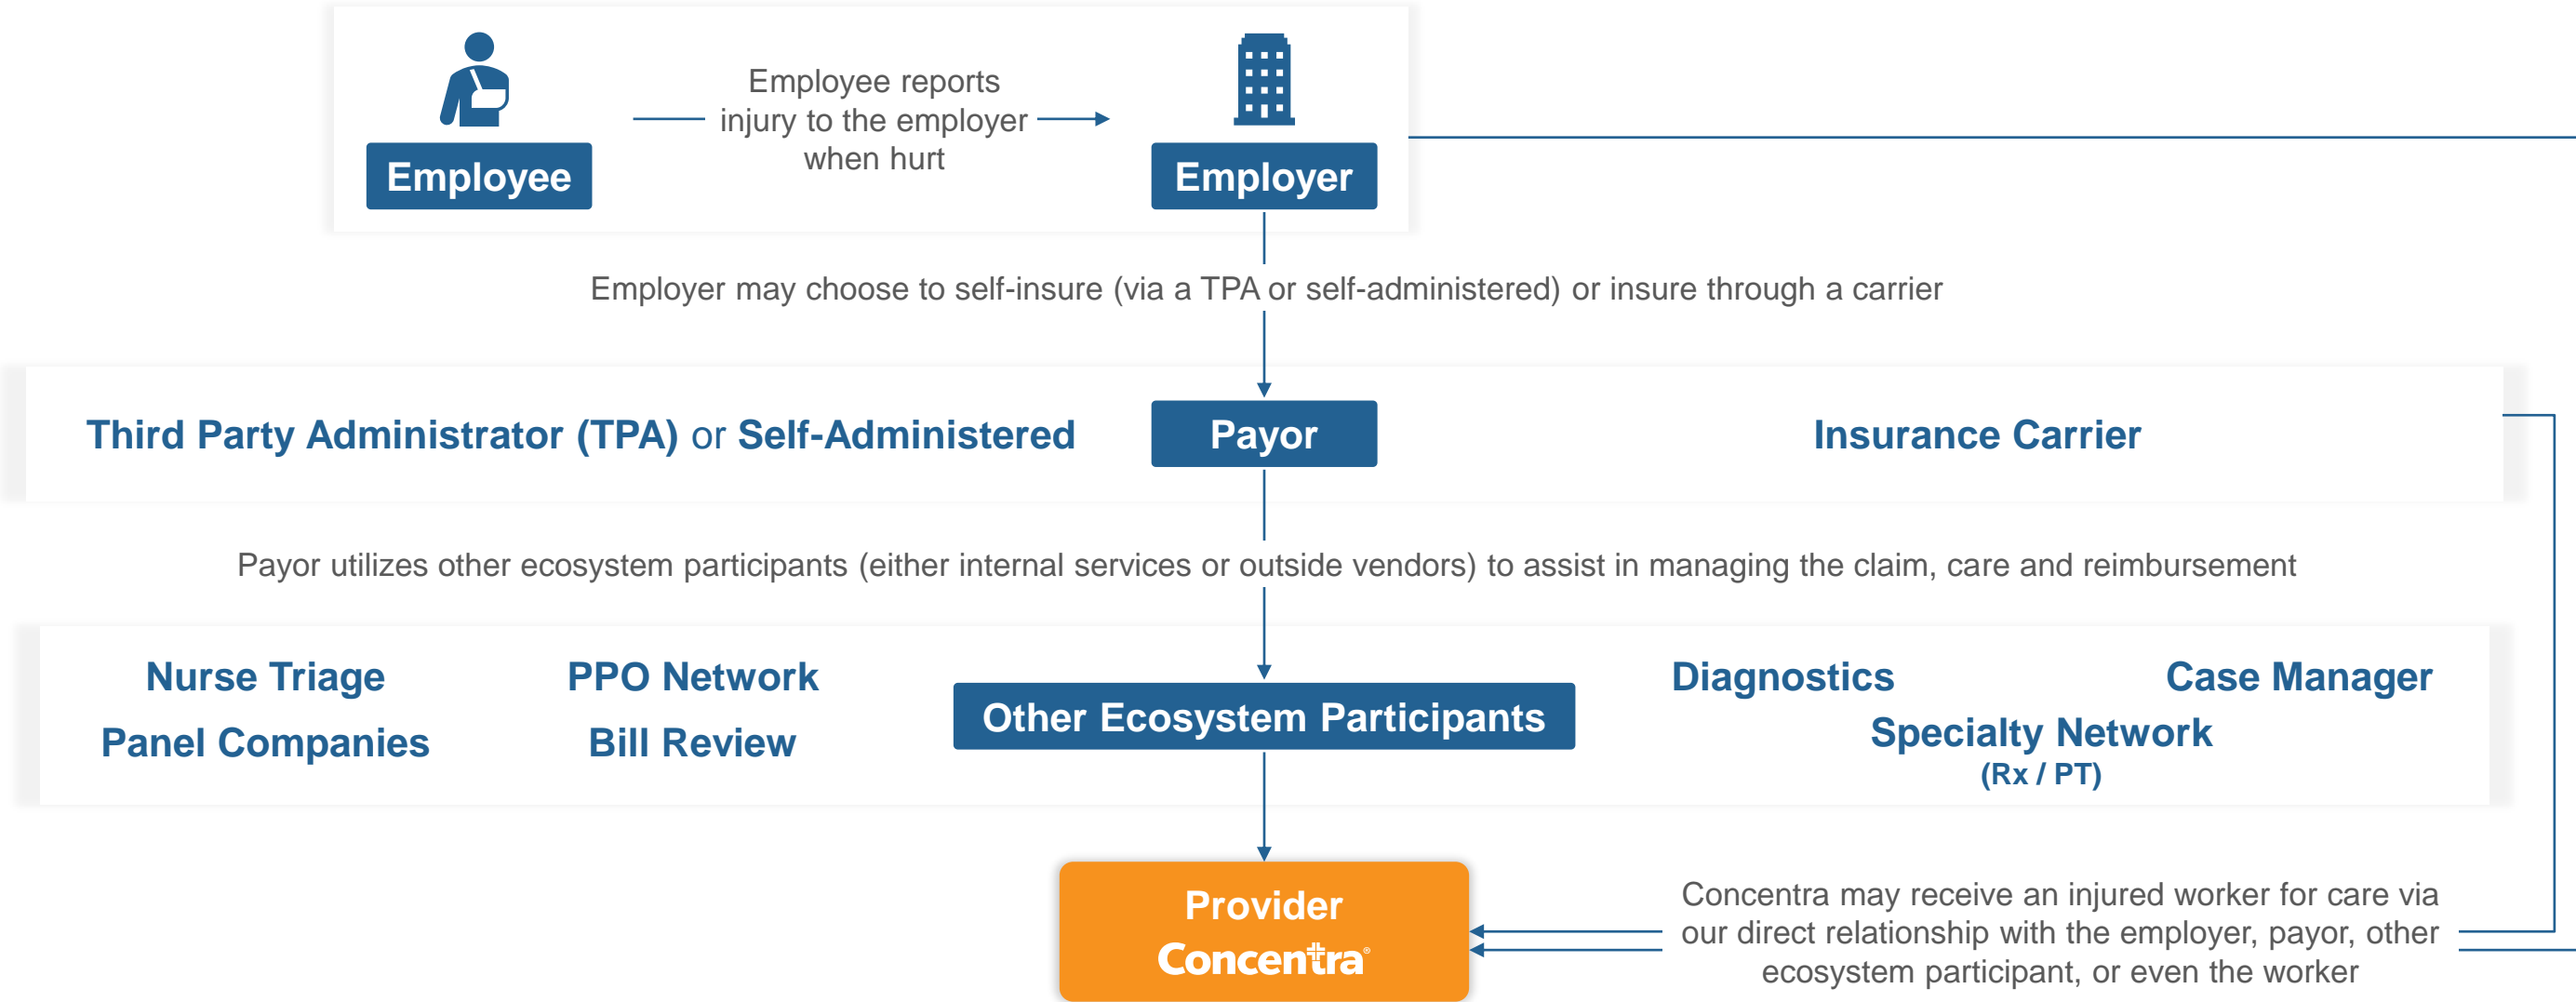 Employee reports
injury to the employer
when hurt
Employee
Employer
Employer may choose to self-insure (via a TPA or self-administered) or insure through a carrier
Third Party Administrator (TPA) or Self-Administered
Payor
Insurance Carrier
Payor utilizes other ecosystem participants (either internal services or outside vendors) to assist in managing the claim, care and reimbursement
Nurse Triage
PPO Network
Panel Companies
Bill Review
Other Ecosystem Participants
Diagnostics
Case Manager
Specialty Network
(Rx / PT)
Provider
Concentra®
Concentra may receive an injured worker for care via
our direct relationship with the employer, payor, other
ecosystem participant, or even the worker